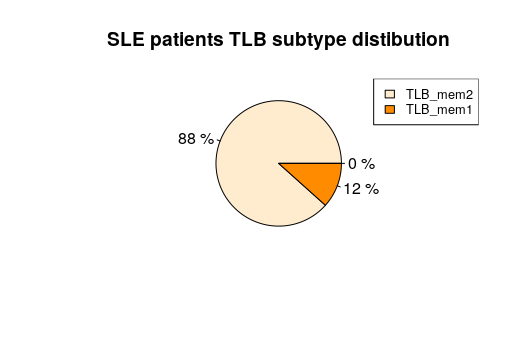 SLE patients TLB subtype distibution
TLB_mem2
TLB_mem1
88 %
0 %
12 %